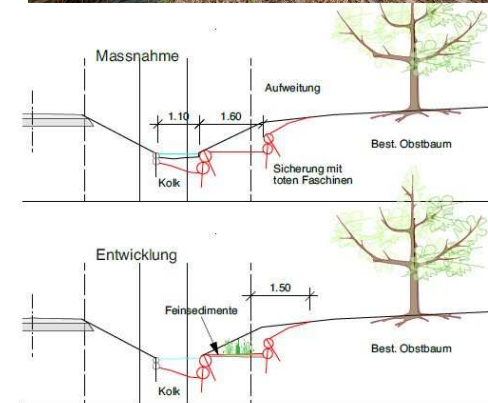 Massnahme
Aufweitung
1.10
1.60
Best. Obstbaum
Sicherung mit
toten Faschinen
Kolk
Entwicklung
1.50
Feinsedimente
Best. Obstbaum
Kolk